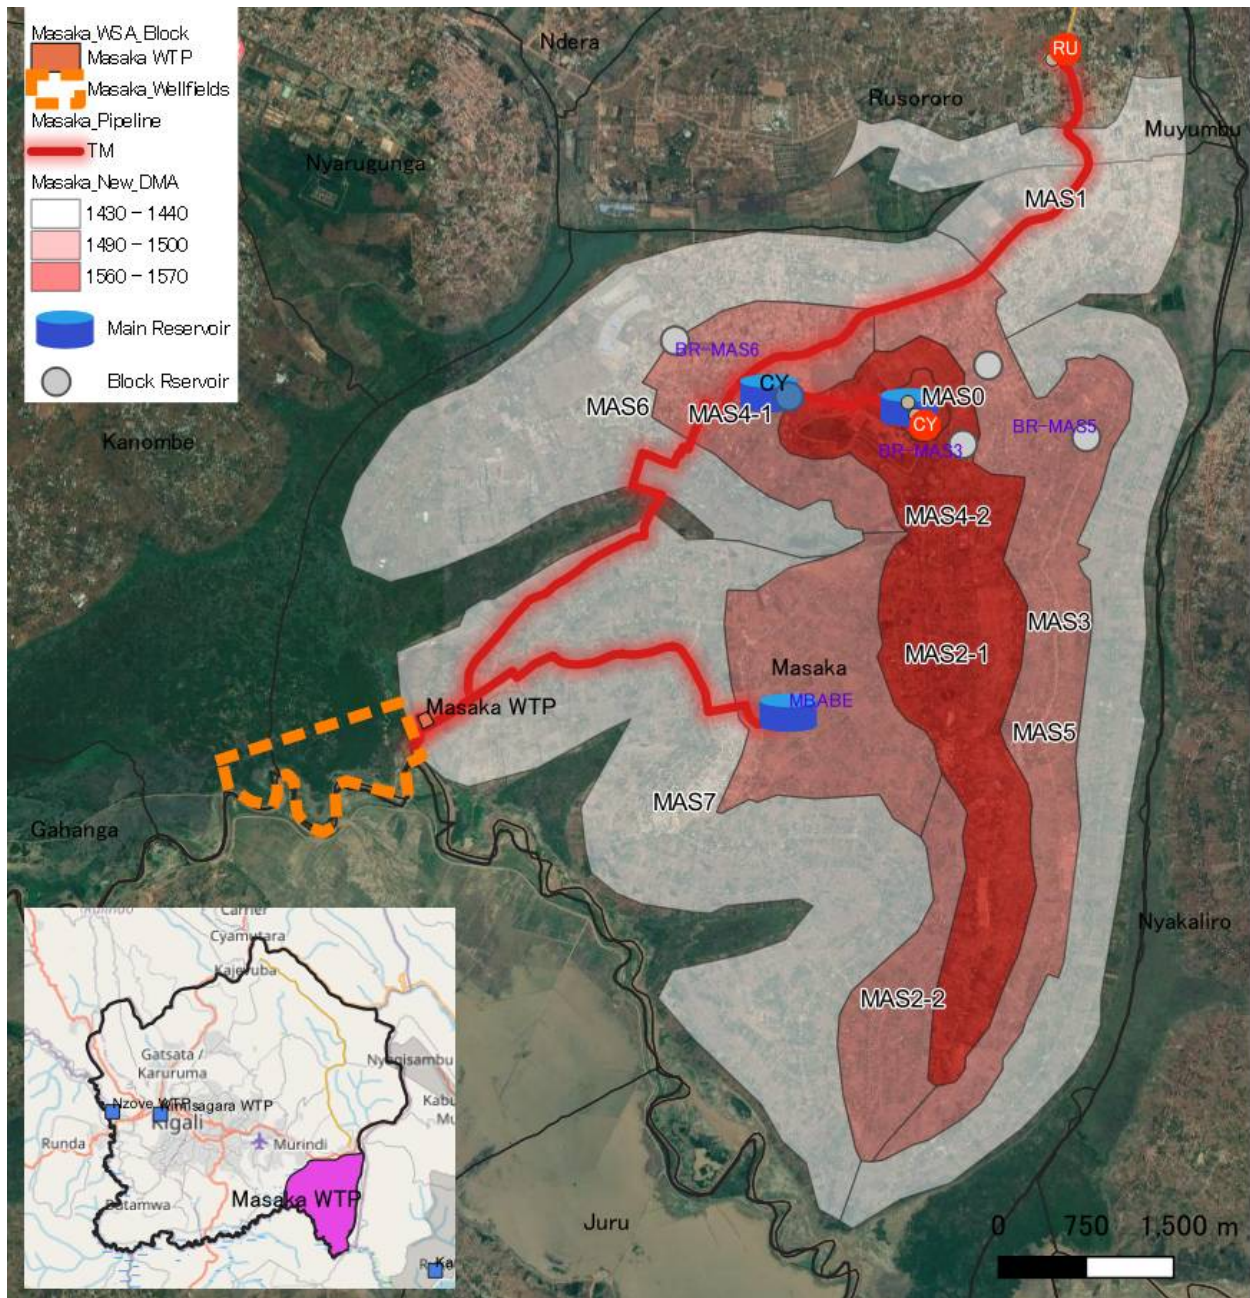 Masaka_WSA_Block
Masaka WTP
Masaka_Wellfields
Masaka_Pipeline
TM
Masaka_New_DMA
1430 – 1440
1490 – 1500
1560 – 1570
Main Reservoir
Block Rservoir
Ndera
RU
Rusororo
Muyumbu
Nyarugunga
MAS1
BR-MAS6
CY
MAS0
MAS6
MAS4-1
CY
BR-MAS5
BR-MAS3
Kanombe
MAS4-2
MAS3
MAS2-1
Masaka
MBABE
Masaka WTP
MAS5
MAS7
Gahanga
Nyakaliro
MAS2-2
Juru
0 750 1,500 m
Cyamutara
Kajevuba
Gatsata /
Karuruma
Nzove WTP
Kimisagara WTP
Kigali
Runda
Murindi
Butamwa
Masaka WTP